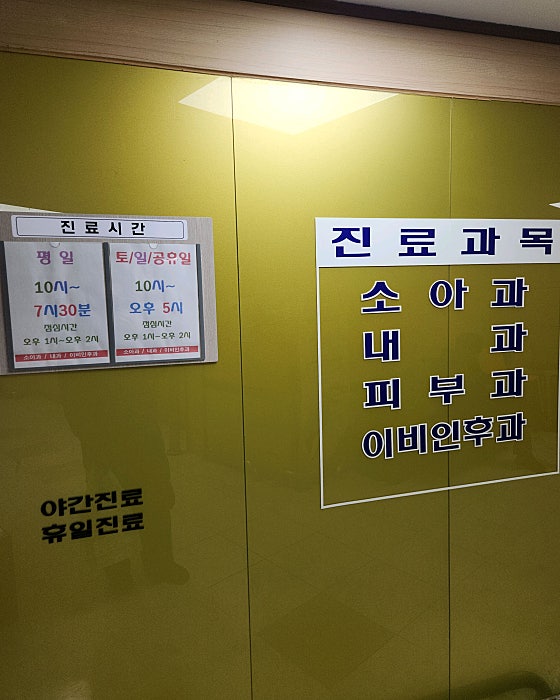 진료시간
평일
10시~
7시30분
점심시간
오후 1시~오후 2시
소아과 / 내과 / 이비인후과
토/일/공휴일
10시~
오후 5시
점심시간
오후 1시~오후 2시
소아과 / 내과 / 이비인후과
야간진료
휴일진료
진료과목
소아과
내과
피부과
이비인후과